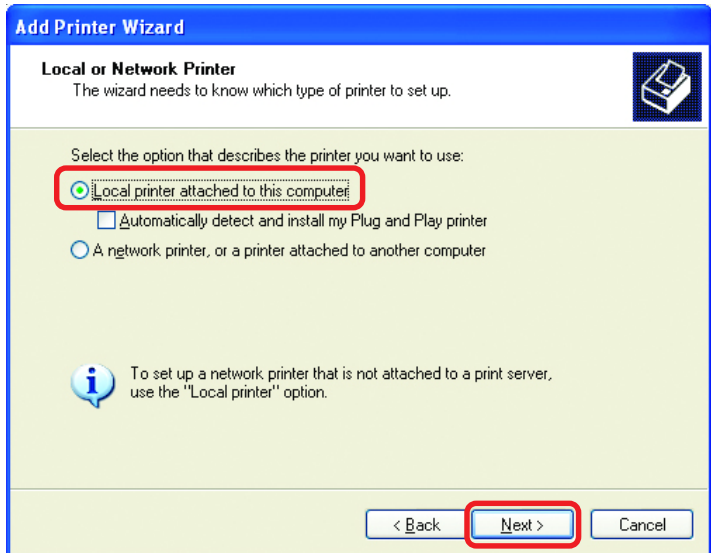 Add Printer Wizard
Local or Network Printer
The wizard needs to know which type of printer to set up.
Select the option that describes the printer you want to use:
Local printer attached to this computer
Automatically detect and install my Plug and Play printer
A network printer, or a printer attached to another computer
To set up a network printer that is not attached to a print server,
use the "Local printer" option.
< Back Next > Cancel